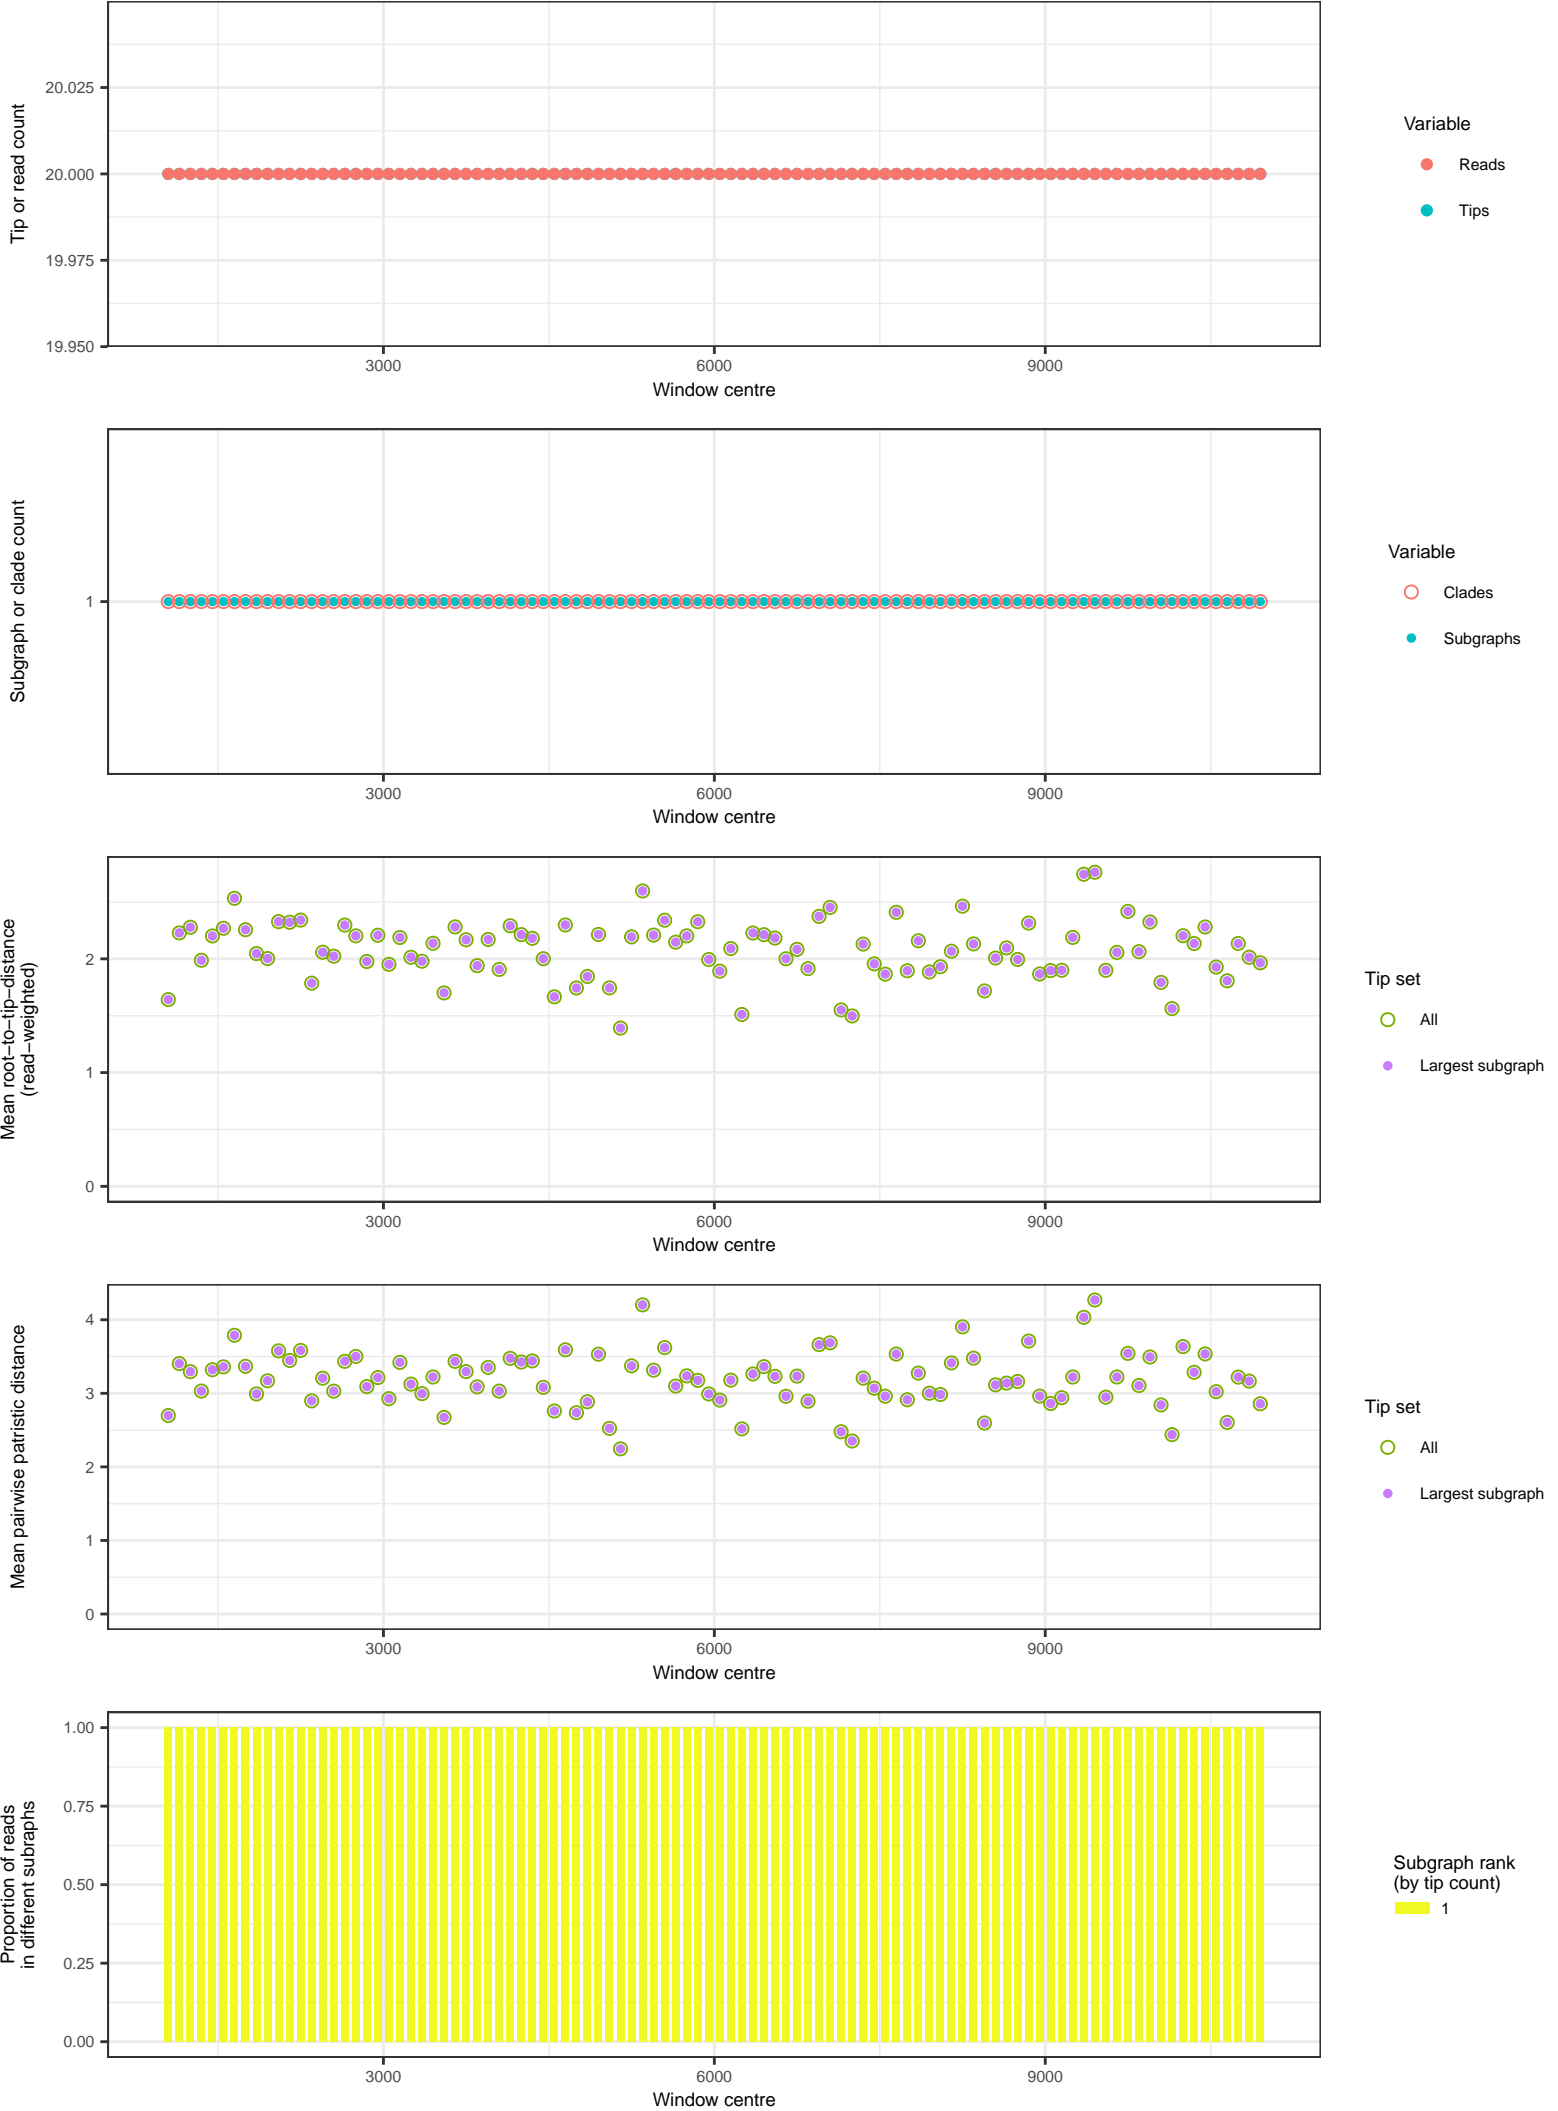 20.025
20.000
19.975
19.950
Tip or read count
3000 6000 9000
Window centre
Variable
Reads
Tips
1
Subgraph or clade count
3000 6000 9000
Window centre
Variable
Clades
Subgraphs
2
1
0
Mean root−to−tip−distance
(read−weighted)
3000 6000 9000
Window centre
Tip set
All
Largest subgraph
4
3
2
1
0
Mean pairwise patristic distance
3000 6000 9000
Window centre
Tip set
All
Largest subgraph
1.00
0.75
0.50
0.25
0.00
Proportion of reads
in different subraphs
3000 6000 9000
Window centre
Subgraph rank
(by tip count)
1